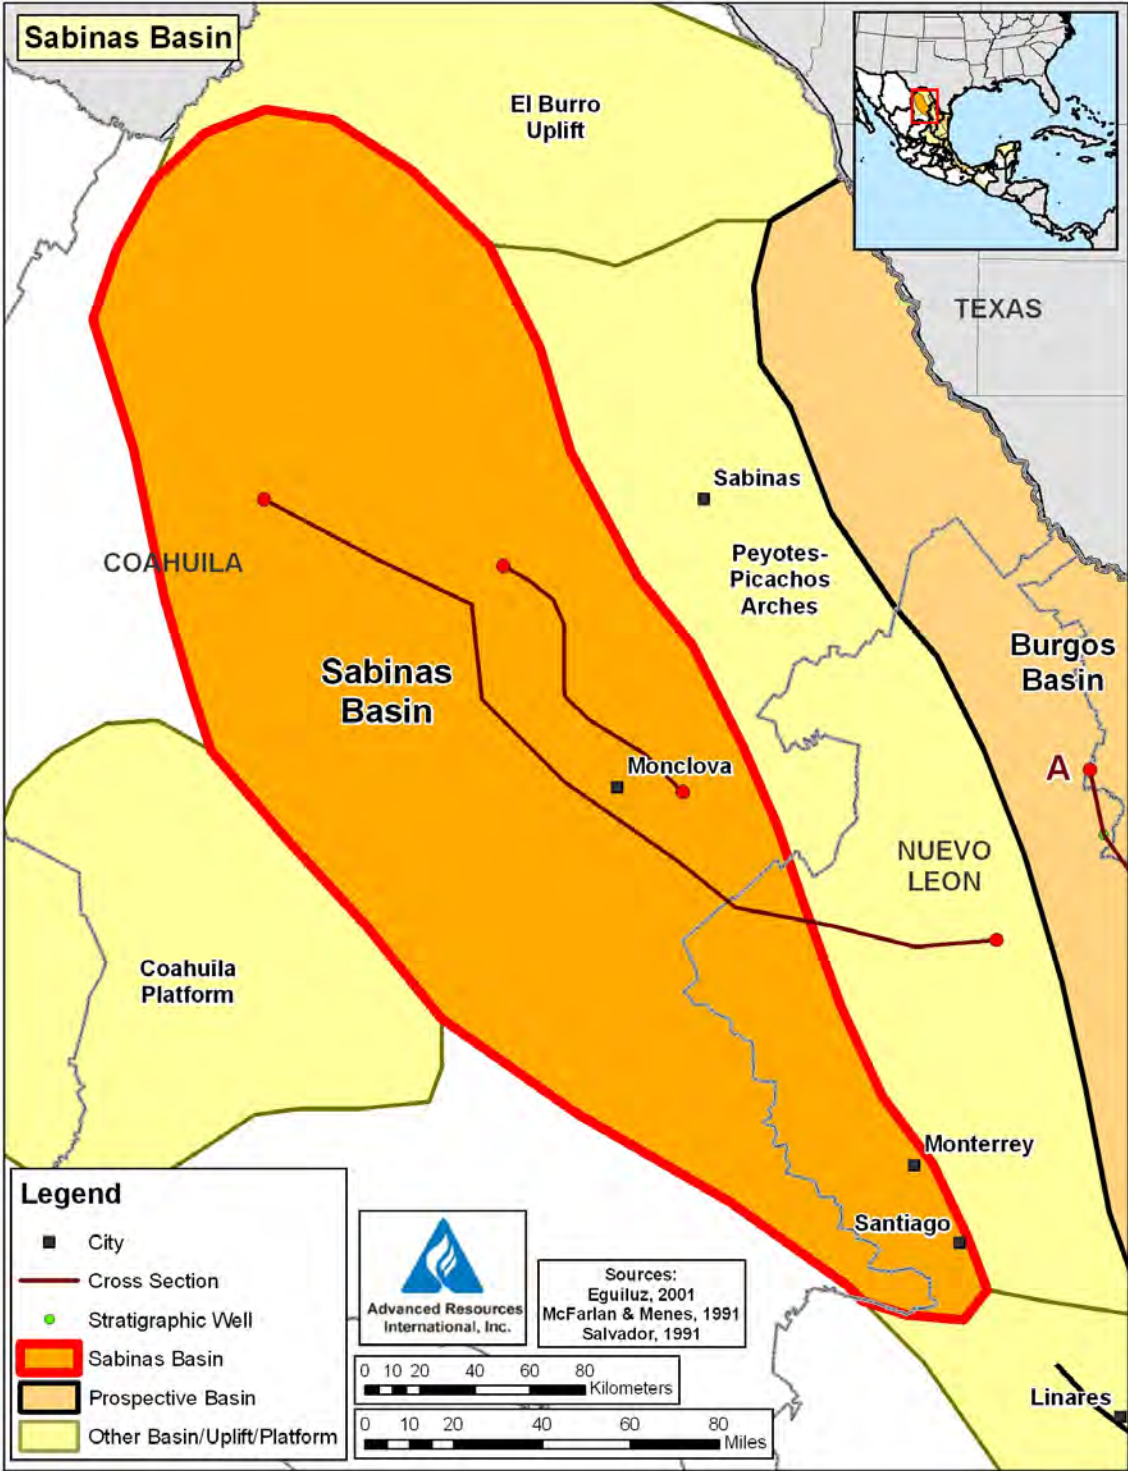 Sabinas Basin
El Burro
Uplift
TEXAS
Sabinas
COAHUILA
Peyotes-
Picachos
Arches
Sabinas
Basin
Burgos
Basin
Monclova
A
NUEVO
LEON
Coahuila
Platform
Monterrey
Santiago
Linares
Legend
City
Cross Section
Stratigraphic Well
Sabinas Basin
Prospective Basin
Other Basin/Uplift/Platform
Advanced Resources
International, Inc.
Sources:
Eguiluz, 2001
McFarlan & Menes, 1991
Salvador, 1991
0 10 20 40 60 80
Kilometers
0 10 20 40 60 80
Miles